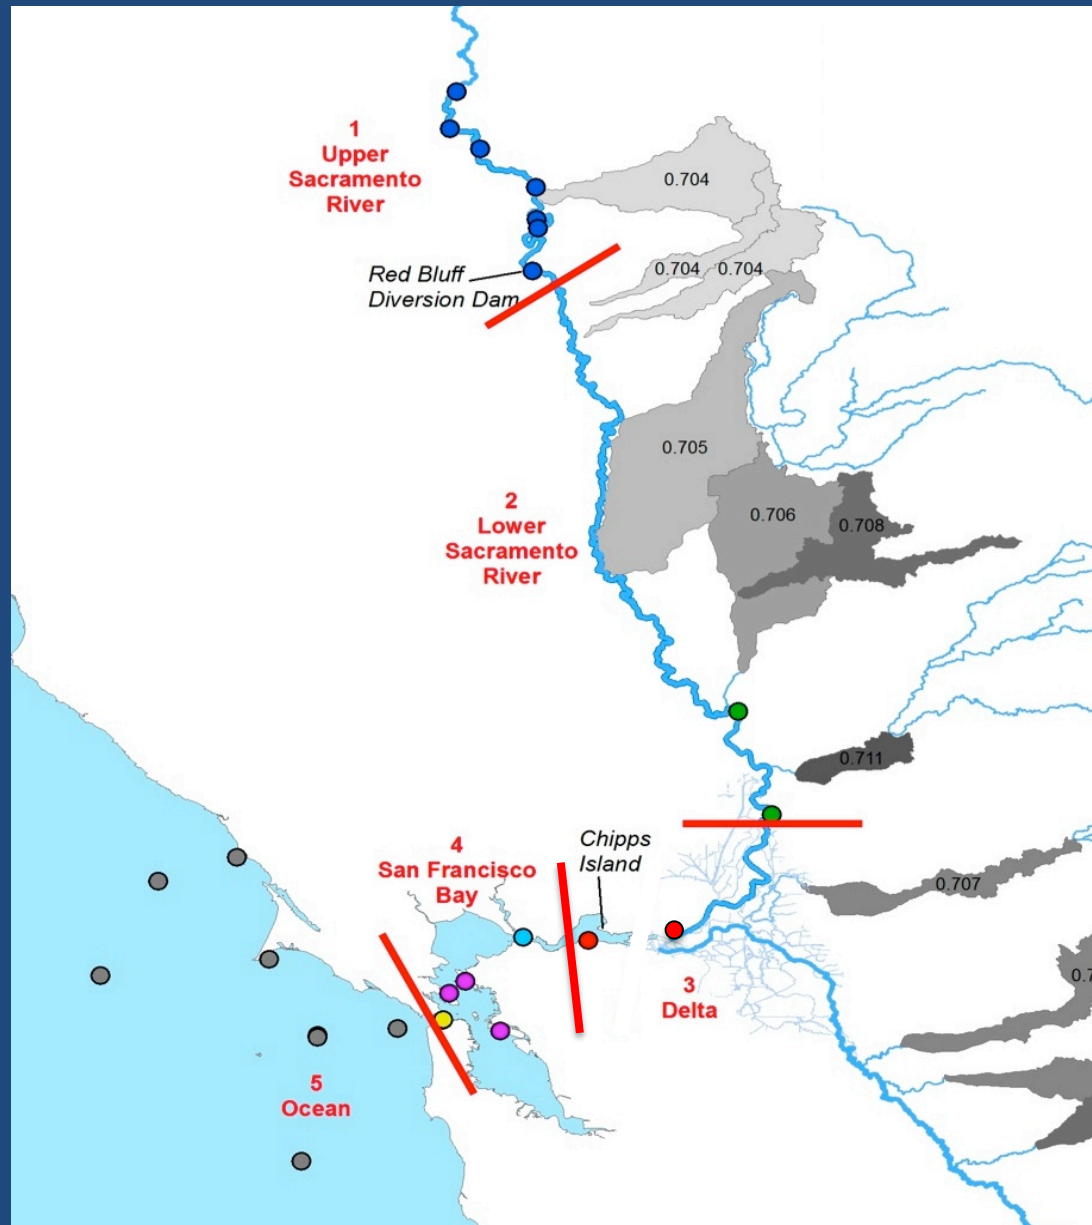 1
Upper
Sacramento
River
0.704
0.704
0.704
Red Bluff
Diversion Dam
0.705
2
Lower
Sacramento
River
0.706
0.708
0.711
Chipps
Island
4
San Francisco
Bay
0.707
3
Delta
5
Ocean